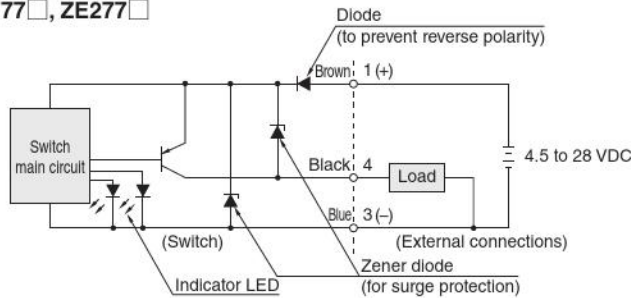 77□, ZE277□
Diode
(to prevent reverse polarity)
Brown 1 (+)
Switch
main circuit
Black 4
Load
4.5 to 28 VDC
Blue 3 (–)
(Switch)
(External connections)
Indicator LED
Zener diode
(for surge protection)